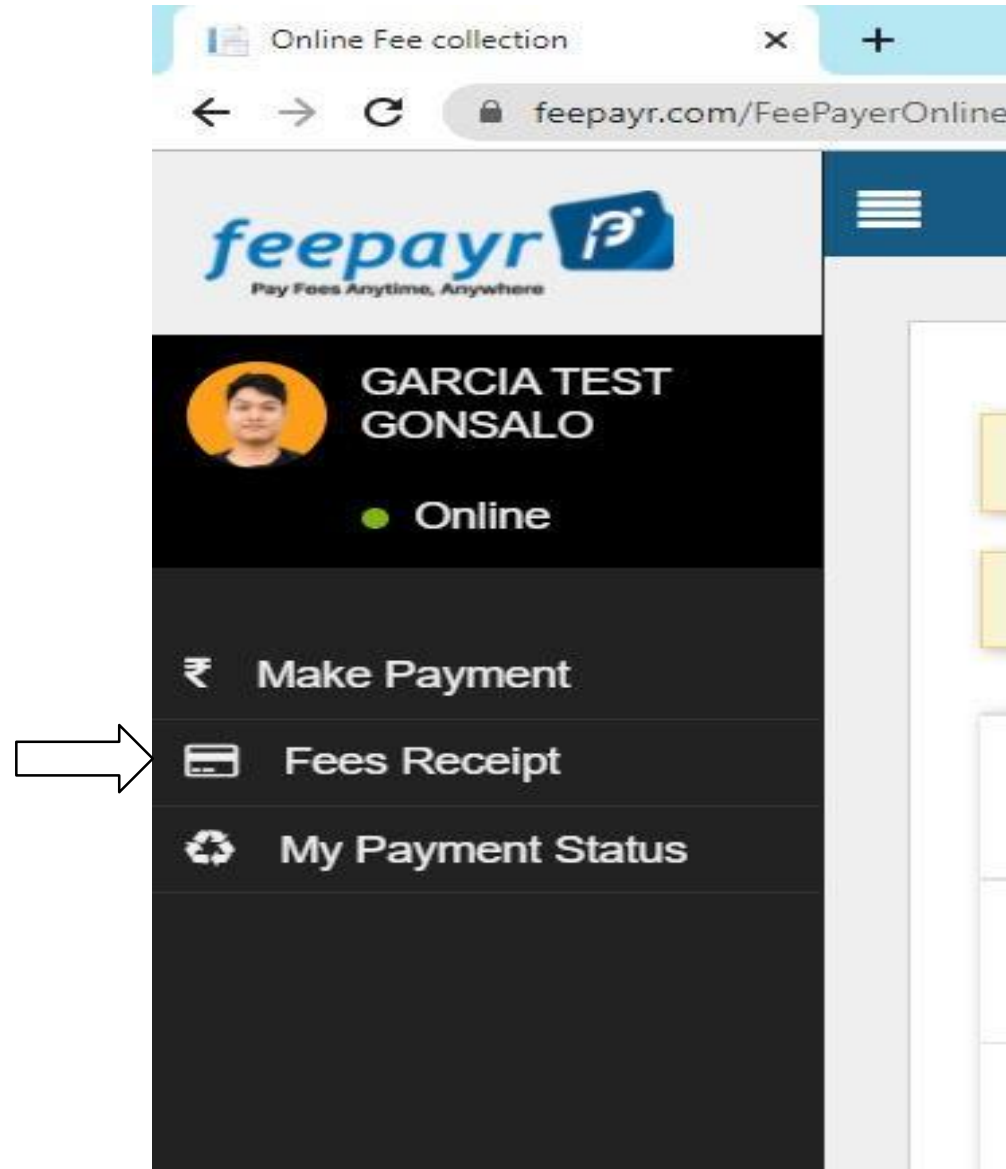 Online Fee collection
feepayr.com/FeePayerOnline
feepayr
Pay Fees Anytime, Anywhere
GARCIA TEST
GONSALO
Online
₹ Make Payment
Fees Receipt
My Payment Status